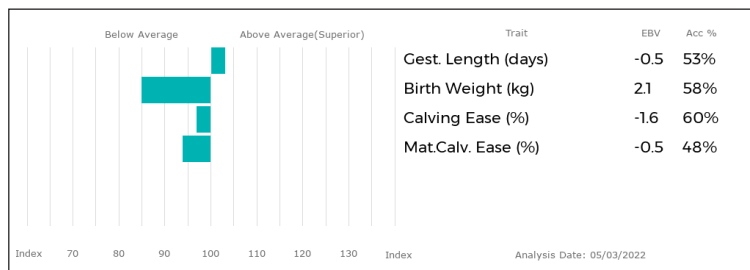 Below Average Above Average(Superior) Trait EBV Acc %
Gest. Length (days) -0.5 53%
Birth Weight (kg) 2.1 58%
Calving Ease (%) -1.6 60%
Mat.Calv. Ease (%) -0.5 48%
Index 70 80 90 100 110 120 130 Index Analysis Date: 05/03/2022